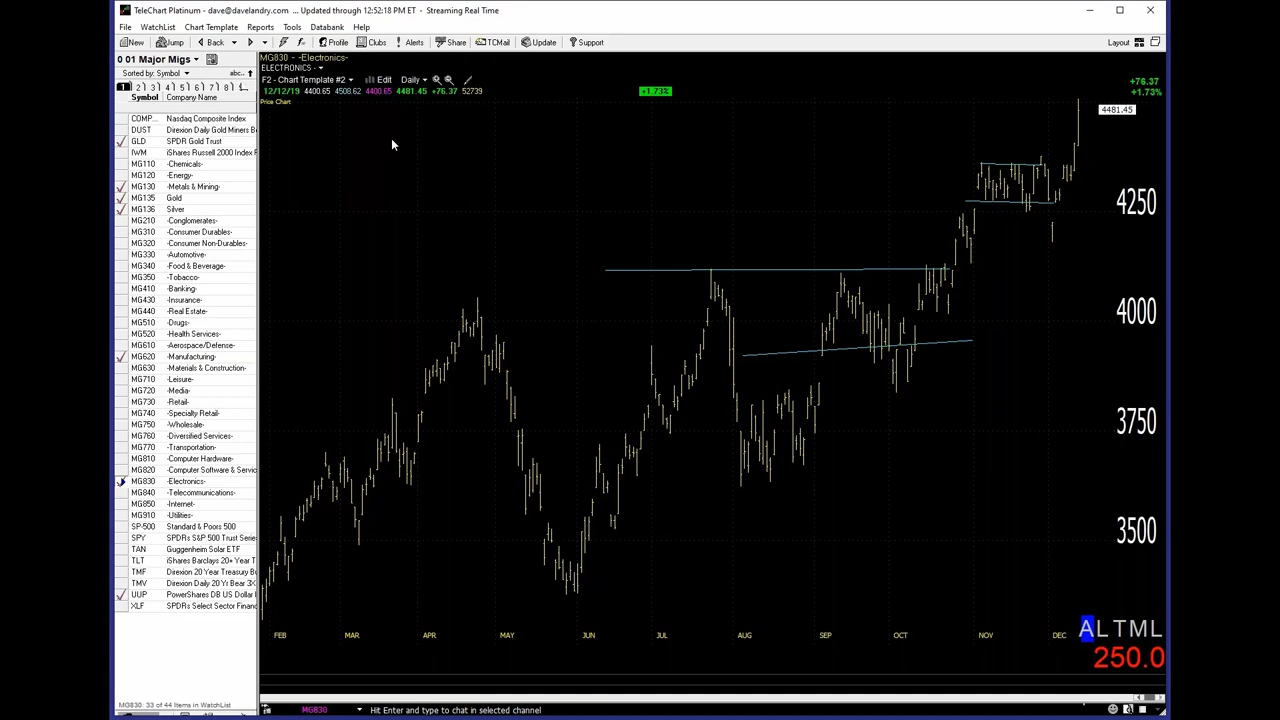 TeleChart Platinum - dave@davelandry.com ... Updated through 12:52:18 PM ET - Streaming Real Time
File WatchList Chart Template Reports Tools Databank Help
New Jump Back Profile Clubs Alerts Share TCMail Update Support Layout
0 01 Major Migs
Sorted by: Symbol abc..
1 2 3 4 5 6 7 8
Symbol Company Name
COMP... Nasdaq Composite Index
DUST Direxion Daily Gold Miners Be
GLD SPDR Gold Trust
IWM iShares Russell 2000 Index F
MG110 -Chemicals-
MG120 -Energy-
MG130 -Metals & Mining-
MG135 Gold
MG136 Silver
MG210 -Conglomerates-
MG310 -Consumer Durables-
MG320 -Consumer Non-Durables-
MG330 -Automotive-
MG340 -Food & Beverage-
MG350 -Tobacco-
MG410 -Banking-
MG430 -Insurance-
MG440 -Real Estate-
MG510 -Drugs-
MG520 -Health Services-
MG610 -Aerospace/Defense-
MG620 -Manufacturing-
MG630 -Materials & Construction-
MG710 -Leisure-
MG720 -Media-
MG730 -Retail-
MG740 -Specialty Retail-
MG750 -Wholesale-
MG760 -Diversified Services-
MG770 -Transportation-
MG810 -Computer Hardware-
MG820 -Computer Software & Servic
MG830 -Electronics-
MG840 -Telecommunications-
MG850 -Internet-
MG910 -Utilities-
SP-500 Standard & Poors 500
SPY SPDRs S&P 500 Trust Serie
TAN Guggenheim Solar ETF
TLT iShares Barclays 20+ Year T
TMF Direxion 20 Year Treasury Bu
TMV Direxion Daily 20 Yr Bear 3X
UUP PowerShares DB US Dollar I
XLF SPDRs Select Sector Financ
MG830: 33 of 44 Items in WatchList
MG830 - -Electronics-
ELECTRONICS -
F2 - Chart Template #2 Edit Daily
12/12/19 4400.65 4508.62 4400.65 4481.45 +76.37 52739
+1.73%
+76.37
+1.73%
Price Chart
4481.45
4250
4000
3750
3500
FEB MAR APR MAY JUN JUL AUG SEP OCT NOV DEC
ALTML
250.0
MG830 Hit Enter and type to chat in selected channel